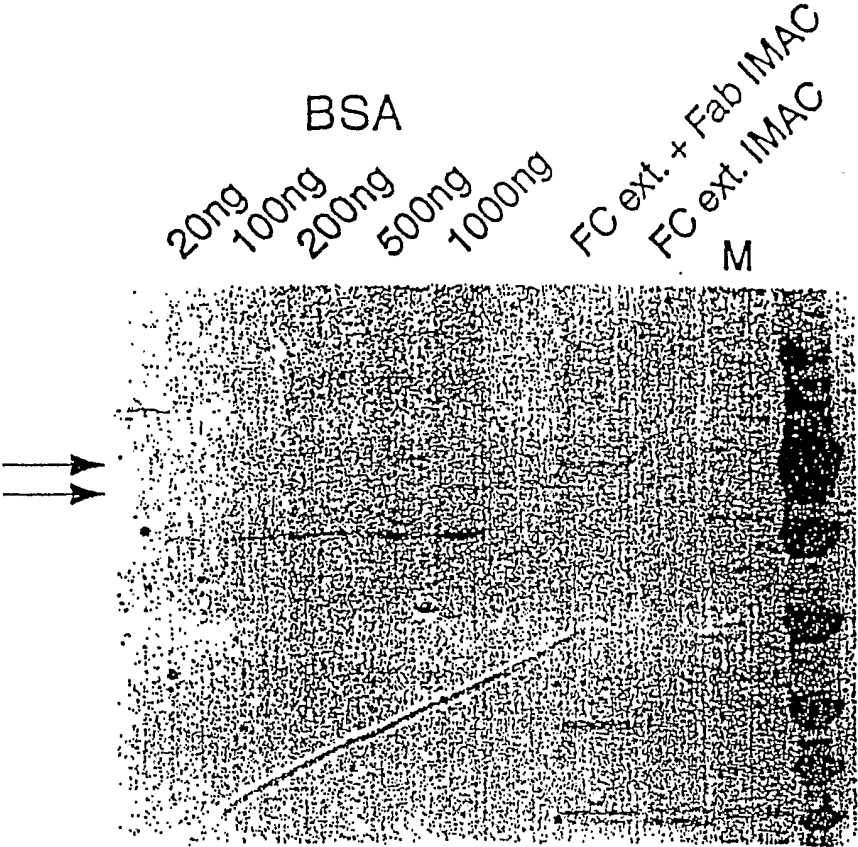 BSA
20ng
100ng
200ng
500ng
1000ng
FC ext. + Fab IMAC
FC ext. IMAC
M